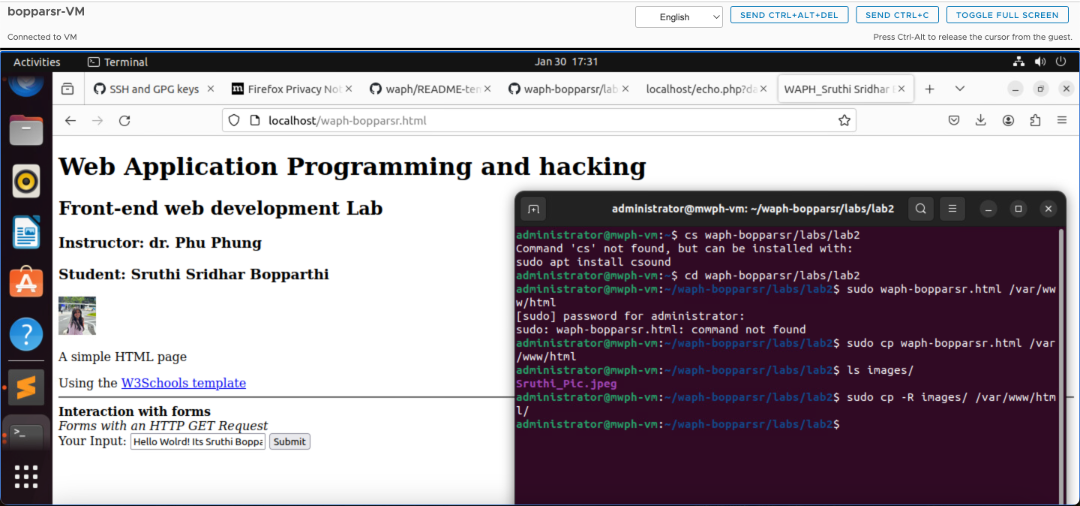 bopparsr-VM
English
SEND CTRL+ALT+DEL
SEND CTRL+C
TOGGLE FULL SCREEN
Connected to VM
Press Ctrl-Alt to release the cursor from the guest.
Activities
Terminal
Jan 30 17:31
SSH and GPG keys
m Firefox Privacy Not
waph/README-ten
waph-bopparsr/lab
localhost/echo.php?da
WAPH_Sruthi Sridhar
localhost/waph-bopparsr.html
Web Application Programming and hacking
Front-end web development Lab
Instructor: dr. Phu Phung
Student: Sruthi Sridhar Bopparthi
A simple HTML page
Using the W3Schools template
Interaction with forms
Forms with an HTTP GET Request
Your Input: Hello Wolrd! Its Sruthi Boppa Submit
administrator@mwph-vm: ~/waph-bopparsr/labs/lab2
administrator@mwph-vm:~$ cs waph-bopparsr/labs/lab2
Command 'cs' not found, but can be installed with:
sudo apt install csound
administrator@mwph-vm:~$ cd waph-bopparsr/labs/lab2
administrator@mwph-vm:~/waph-bopparsr/labs/lab2$ sudo waph-bopparsr.html /var/ww
w/html
[sudo] password for administrator:
sudo: waph-bopparsr.html: command not found
administrator@mwph-vm:~/waph-bopparsr/labs/lab2$ sudo cp waph-bopparsr.html /var
/www/html
administrator@mwph-vm:~/waph-bopparsr/labs/lab2$ ls images/
Sruthi_Pic.jpeg
administrator@mwph-vm:~/waph-bopparsr/labs/lab2$ sudo cp -R images/ /var/www/htm
l/
administrator@mwph-vm:~/waph-bopparsr/labs/lab2$